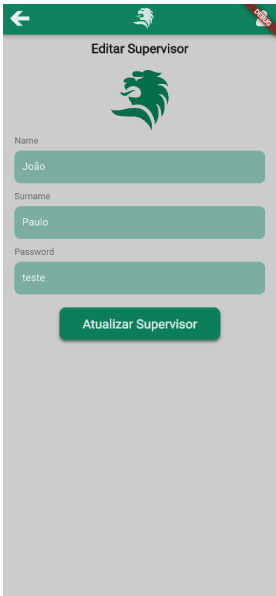 DEBUG
Editar Supervisor
Name
João
Surname
Paulo
Password
teste
Atualizar Supervisor